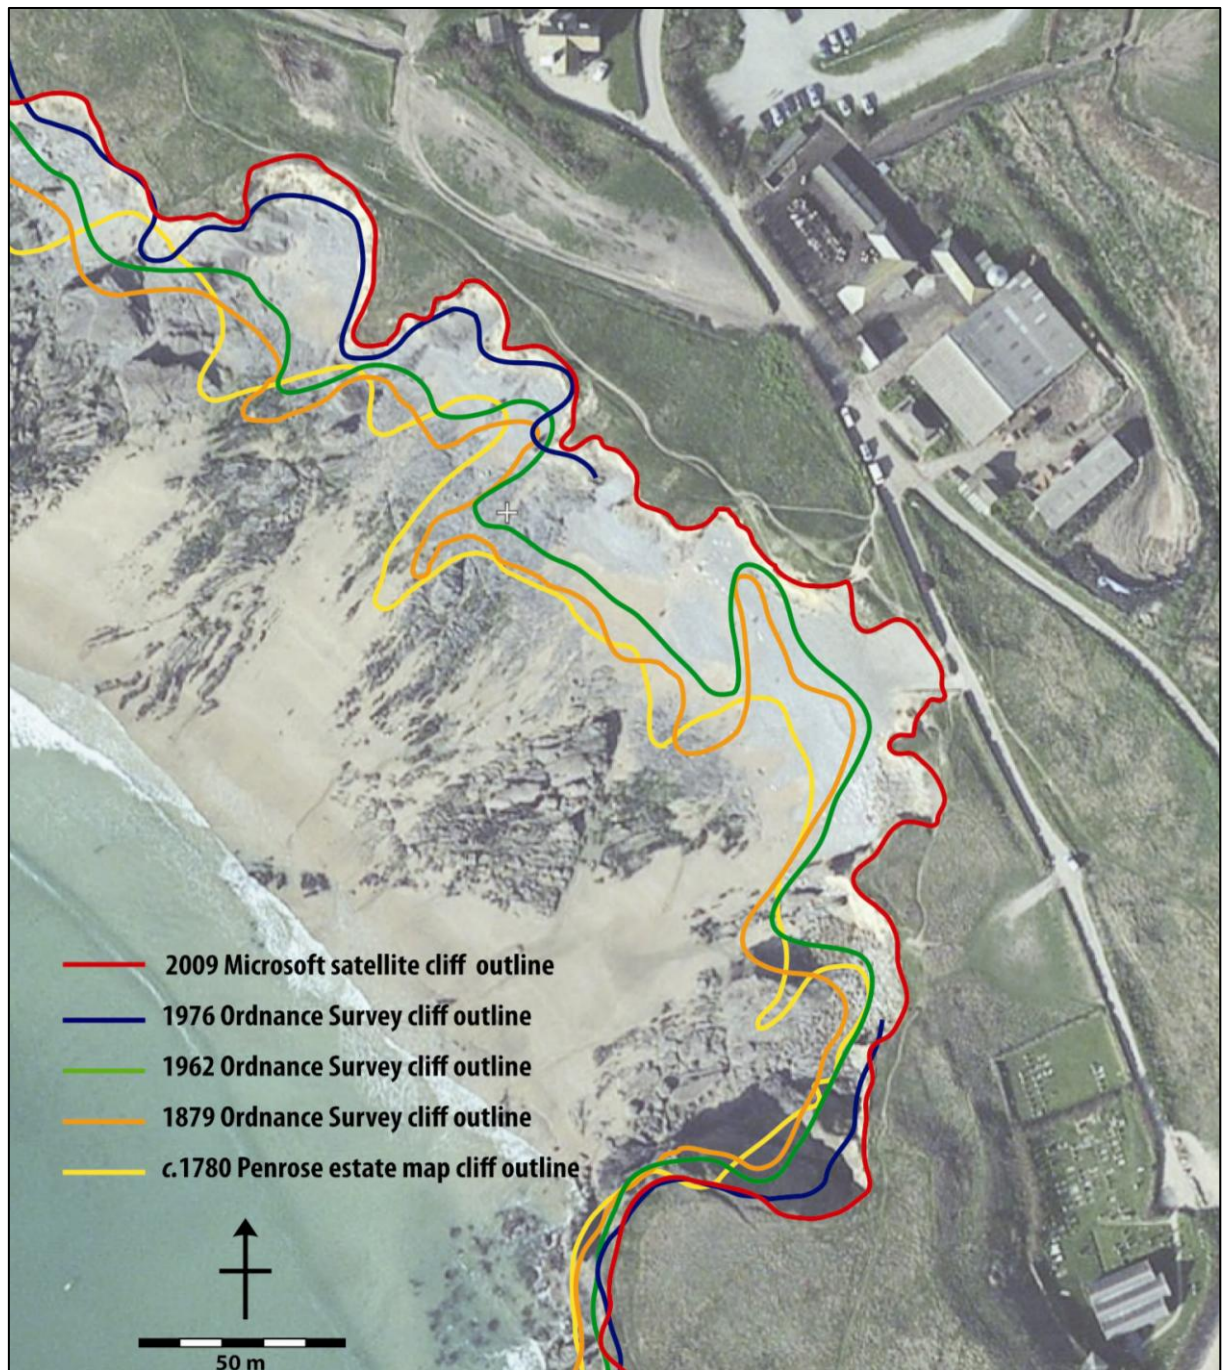 2009 Microsoft satellite cliff outline
1976 Ordnance Survey cliff outline
1962 Ordnance Survey cliff outline
1879 Ordnance Survey cliff outline
c.1780 Penrose estate map cliff outline
50 m